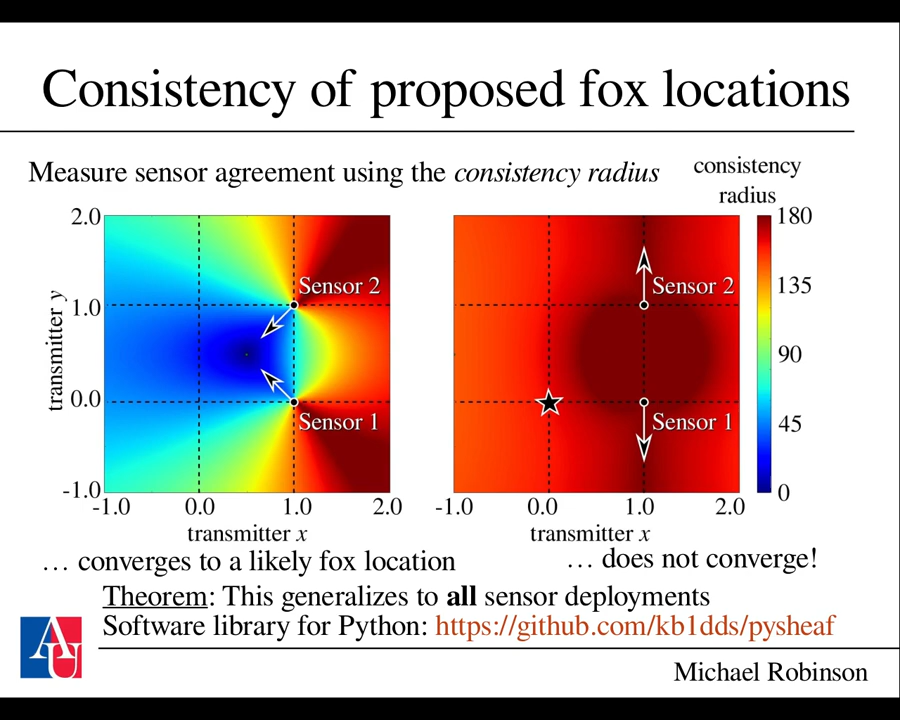 Consistency of proposed fox locations
Measure sensor agreement using the consistency radius
consistency
radius
2.0
1.0
0.0
-1.0
transmitter y
Sensor 2
Sensor 1
-1.0
0.0
1.0
2.0
transmitter x
Sensor 2
Sensor 1
-1.0
0.0
1.0
2.0
transmitter x
180
135
90
45
0
… converges to a likely fox location
… does not converge!
Theorem: This generalizes to all sensor deployments
Software library for Python: https://github.com/kb1dds/pysheaf
AU
Michael Robinson